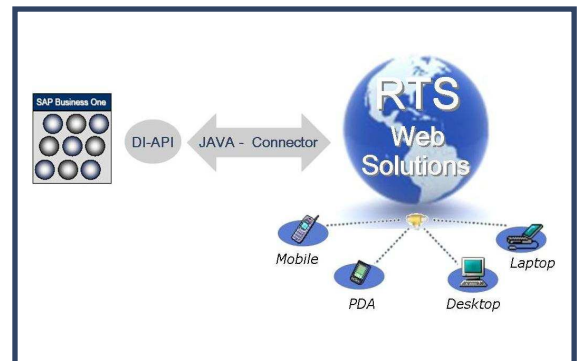 SAP Business One
DI-API
JAVA - Connector
RTS
Web
Solutions
Mobile
PDA
Desktop
Laptop